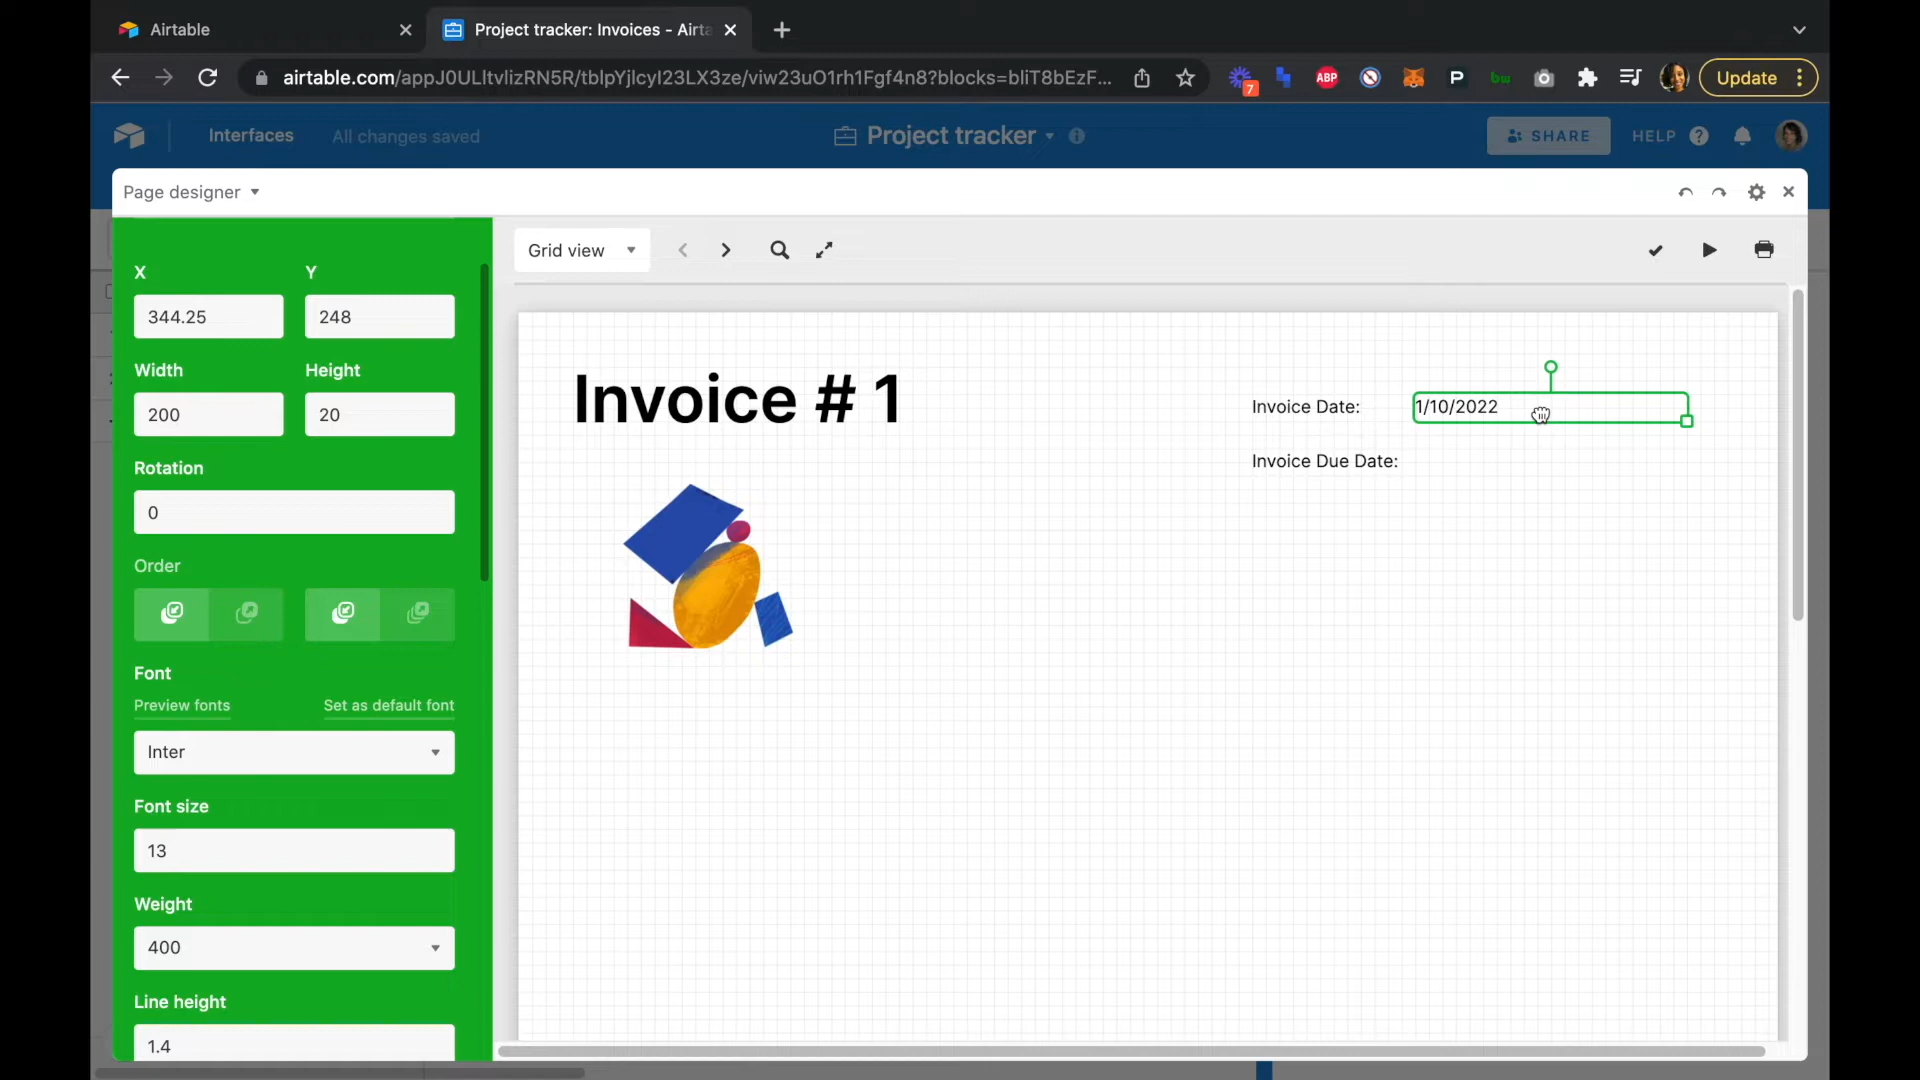 Airtable
Project tracker: Invoices - Airta
airtable.com/appJ0ULltvlizRN5R/tblpYjlcyI23LX3ze/viw23uO1rh1Fgf4n8?blocks=bliT8bEzF...
7
ABP
P
bw
Update
Interfaces
All changes saved
Project tracker
SHARE
HELP
Page designer
X
Y
344.25
248
Width
Height
200
20
Rotation
0
Order
Font
Preview fonts
Set as default font
Inter
Font size
13
Weight
400
Line height
1.4
Grid view
Invoice # 1
Invoice Date:
1/10/2022
Invoice Due Date: